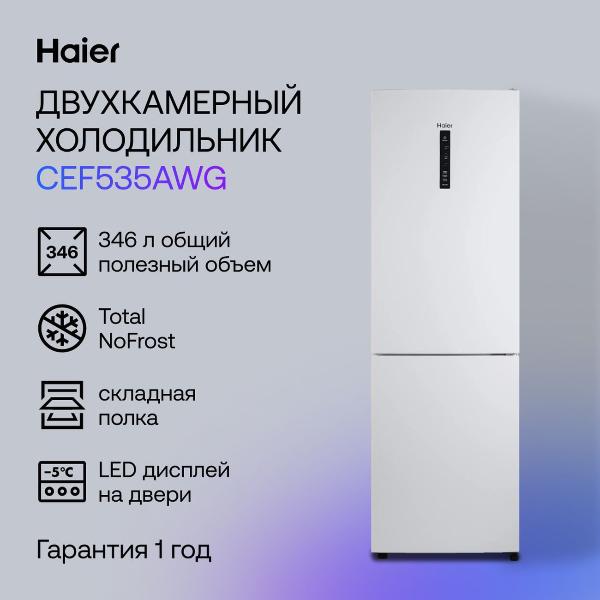 Haier
ДВУХКАМЕРНЫЙ
ХОЛОДИЛЬНИК
CEF535AWG
346
346 л общий
полезный объем
Total
NoFrost
складная
полка
-5°C
LED дисплей
на двери
Гарантия 1 год
Haier